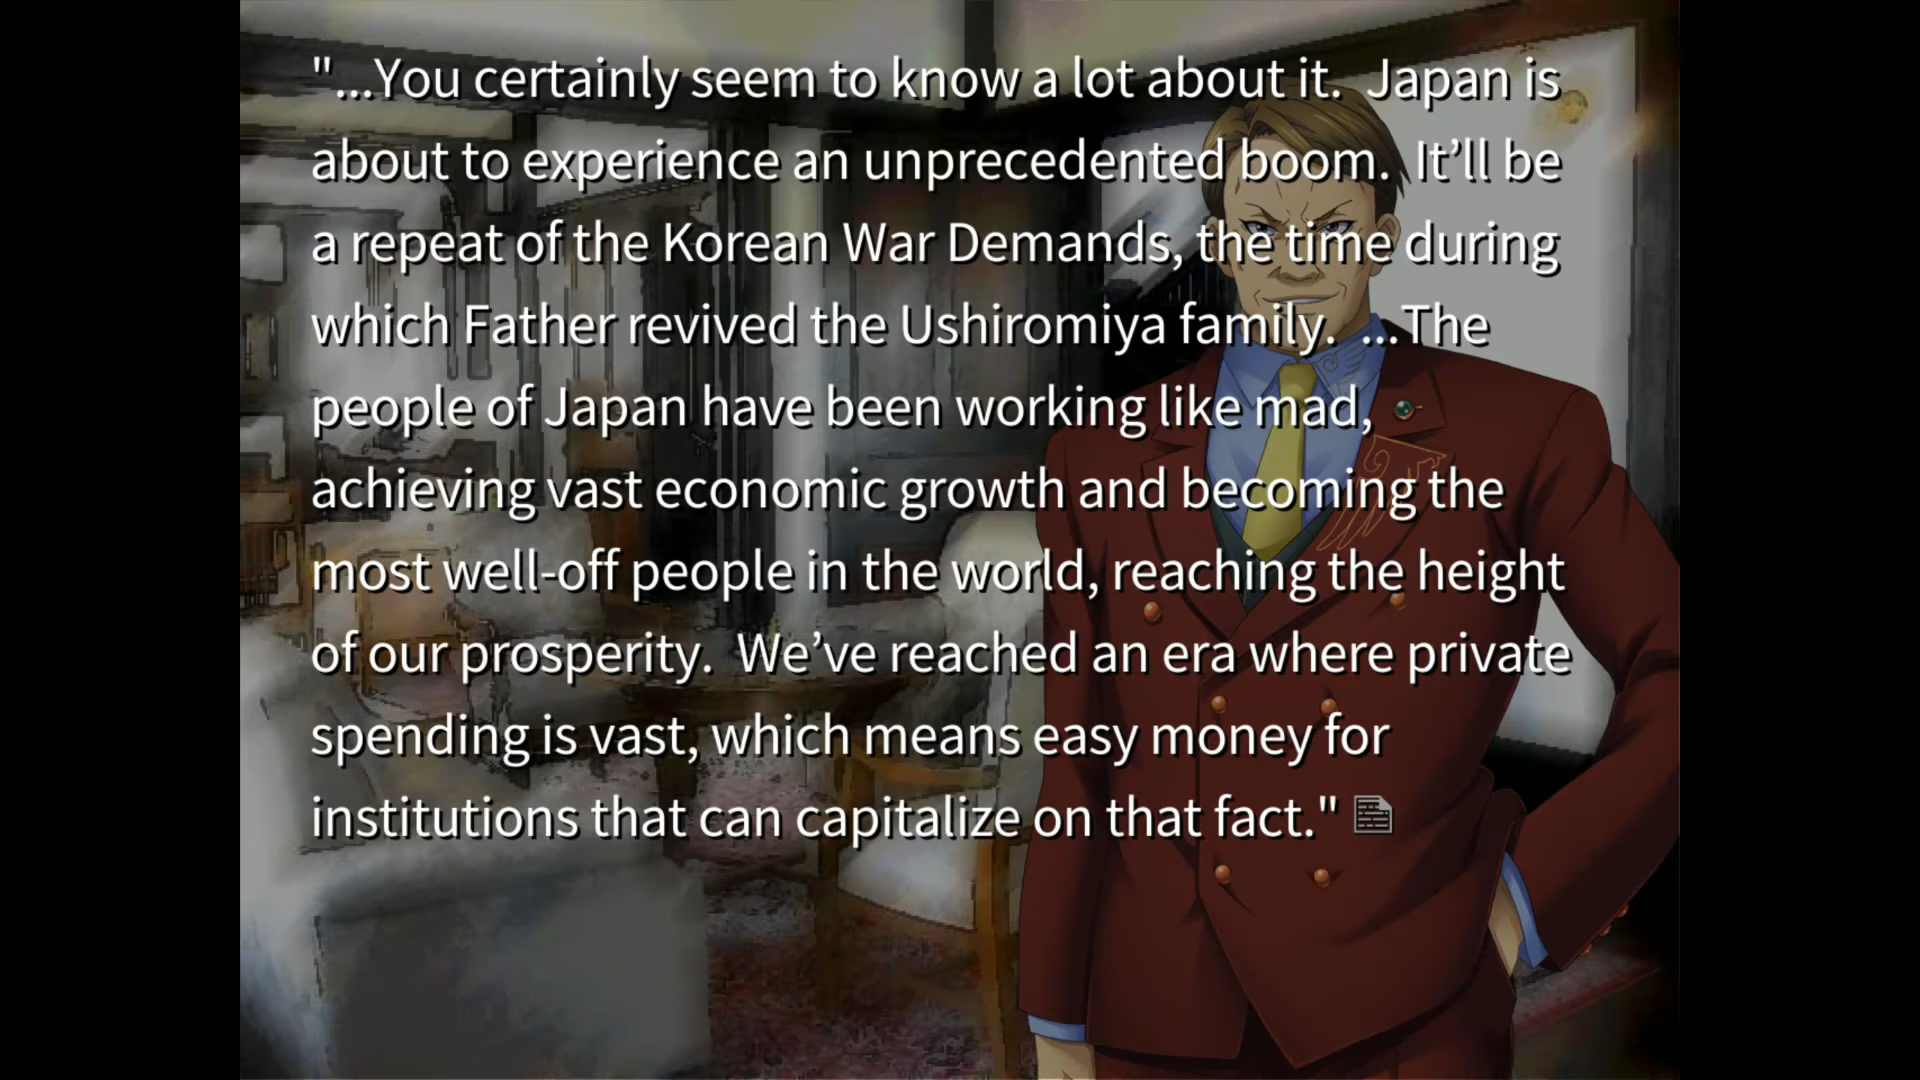 "...You certainly seem to know a lot about it.  Japan is
about to experience an unprecedented boom.  It’ll be
a repeat of the Korean War Demands, the time during
which Father revived the Ushiromiya family.  ...The
people of Japan have been working like mad,
achieving vast economic growth and becoming the
most well-off people in the world, reaching the height
of our prosperity.  We’ve reached an era where private
spending is vast, which means easy money for
institutions that can capitalize on that fact."